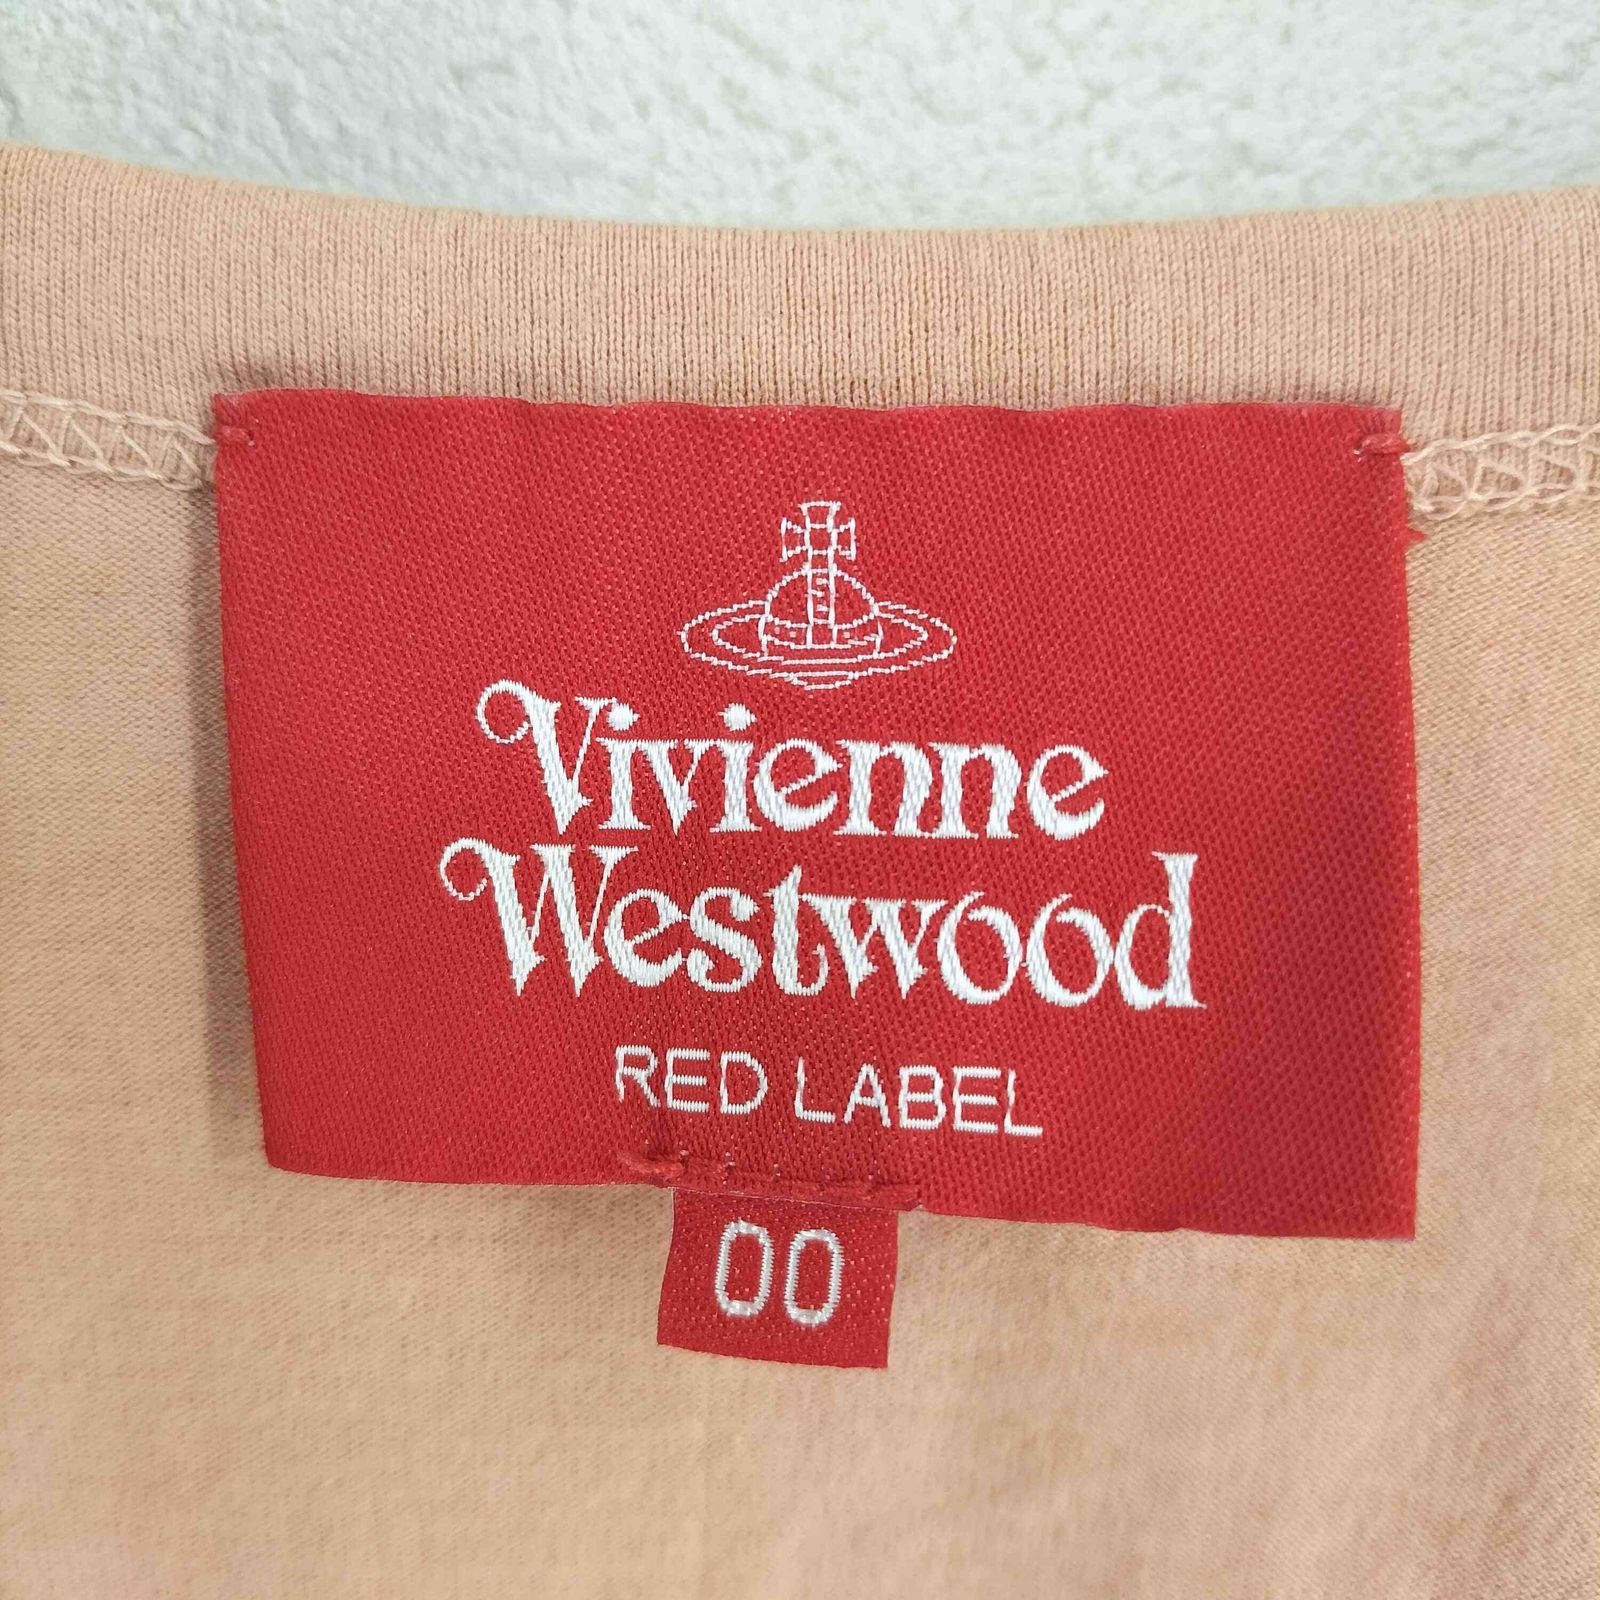 Vivienne
Westwood
RED LABEL
00